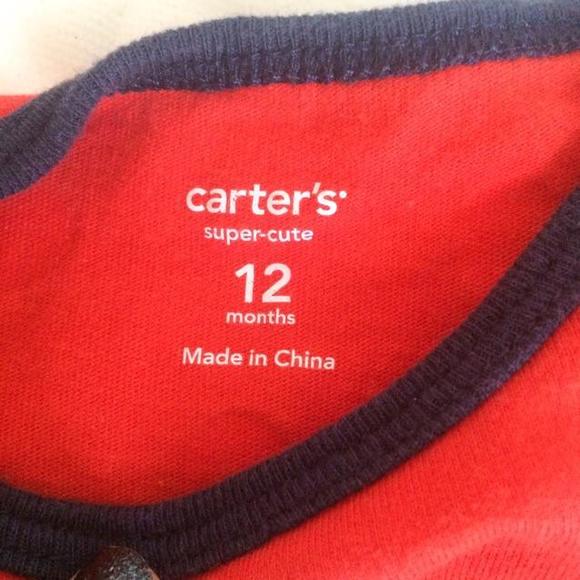 carter's
super-cute
12
months
Made in China